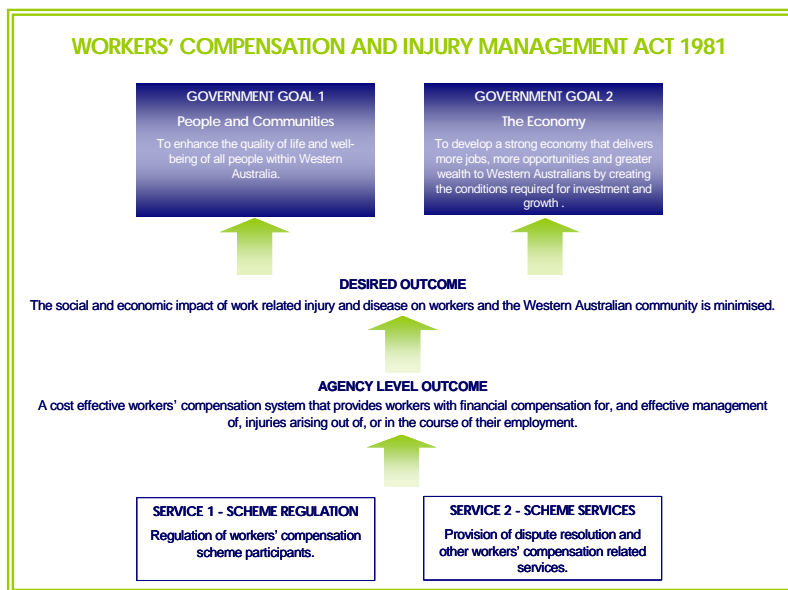 WORKERS' COMPENSATION AND INJURY MANAGEMENT ACT 1981
GOVERNMENT GOAL 1
People and Communities
To enhance the quality of life and well-
being of all people within Western
Australia.
GOVERNMENT GOAL 2
The Economy
To develop a strong economy that delivers
more jobs, more opportunities and greater
wealth to Western Australians by creating
the conditions required for investment and
growth .
DESIRED OUTCOME
The social and economic impact of work related injury and disease on workers and the Western Australian community is minimised.
AGENCY LEVEL OUTCOME
A cost effective workers' compensation system that provides workers with financial compensation for, and effective management
of, injuries arising out of, or in the course of their employment.
SERVICE 1 - SCHEME REGULATION
Regulation of workers' compensation
scheme participants.
SERVICE 2 - SCHEME SERVICES
Provision of dispute resolution and
other workers' compensation related
services.